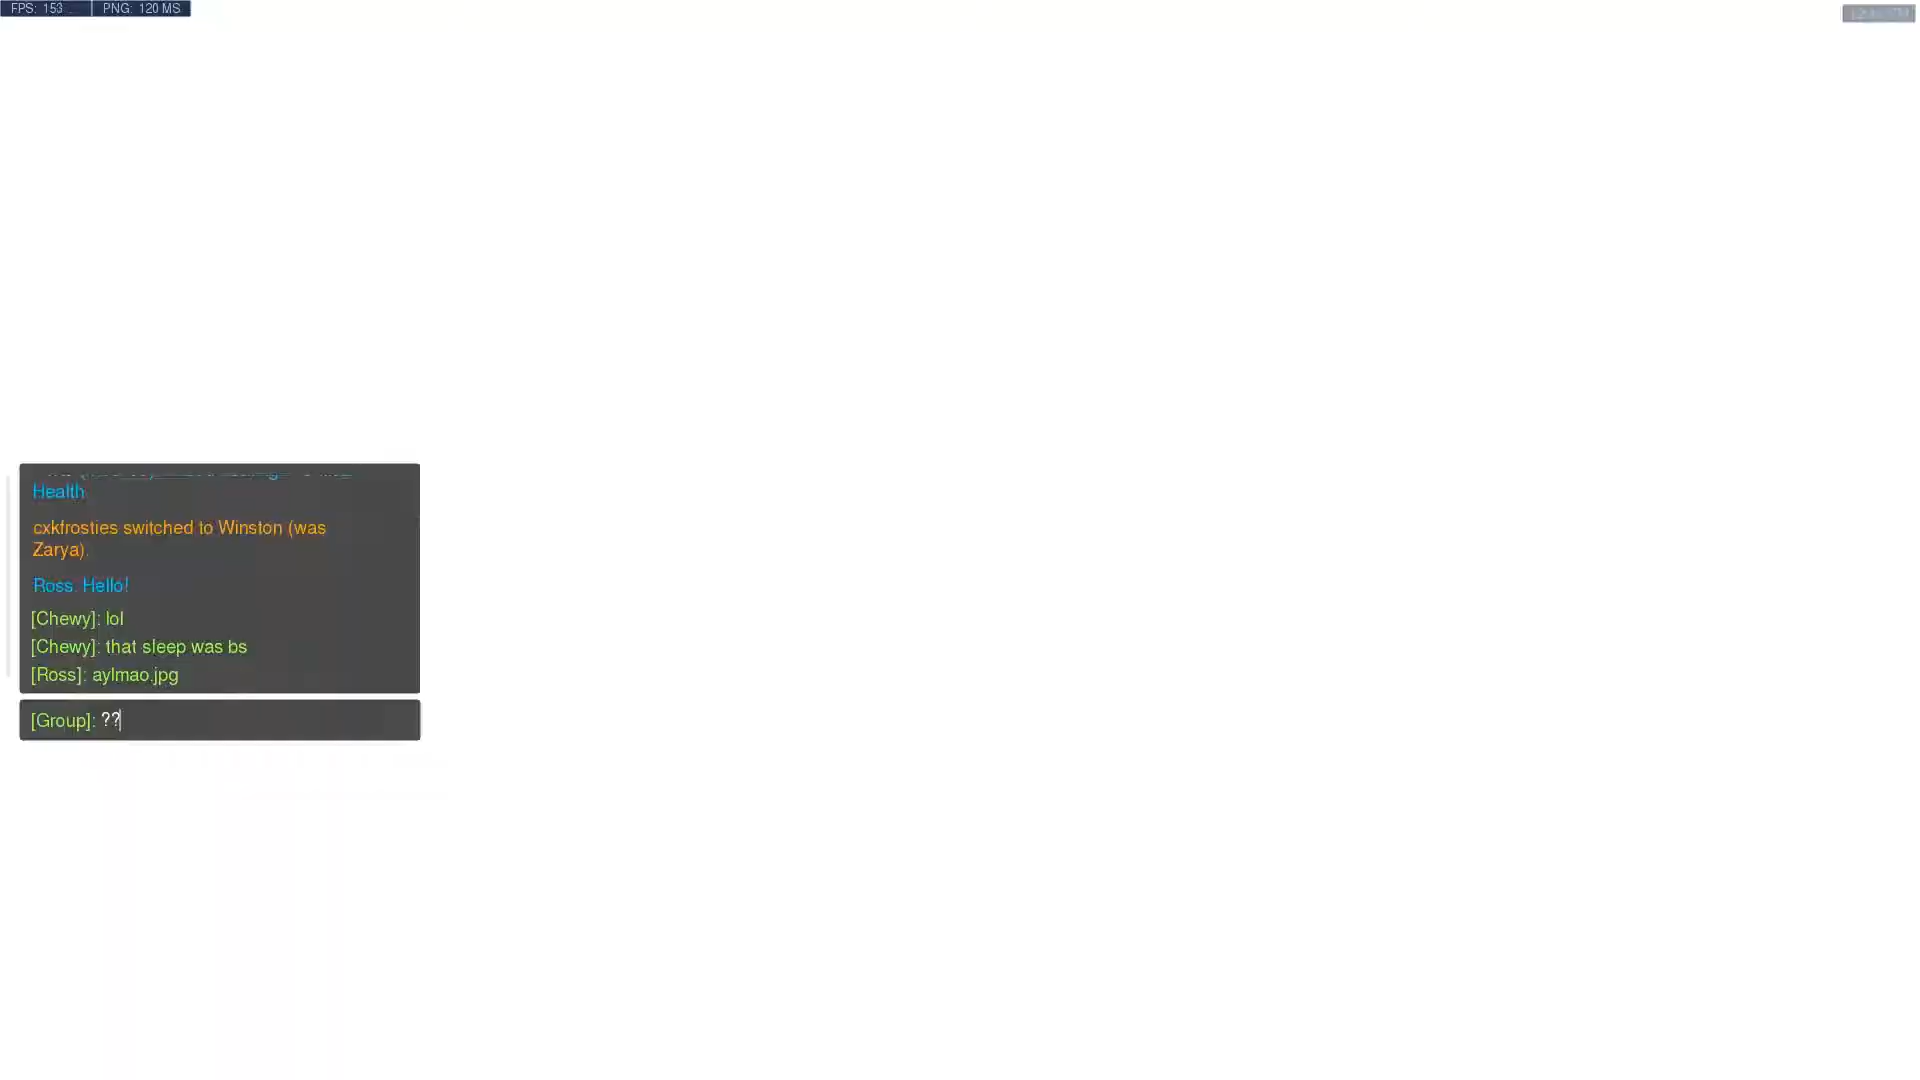 FPS: 153
PNG: 120 MS
Health
cxkfrosties switched to Winston (was
Zarya).
Ross: Hello!
[Chewy]: lol
[Chewy]: that sleep was bs
[Ross]: aylmao.jpg
[Group]: ??